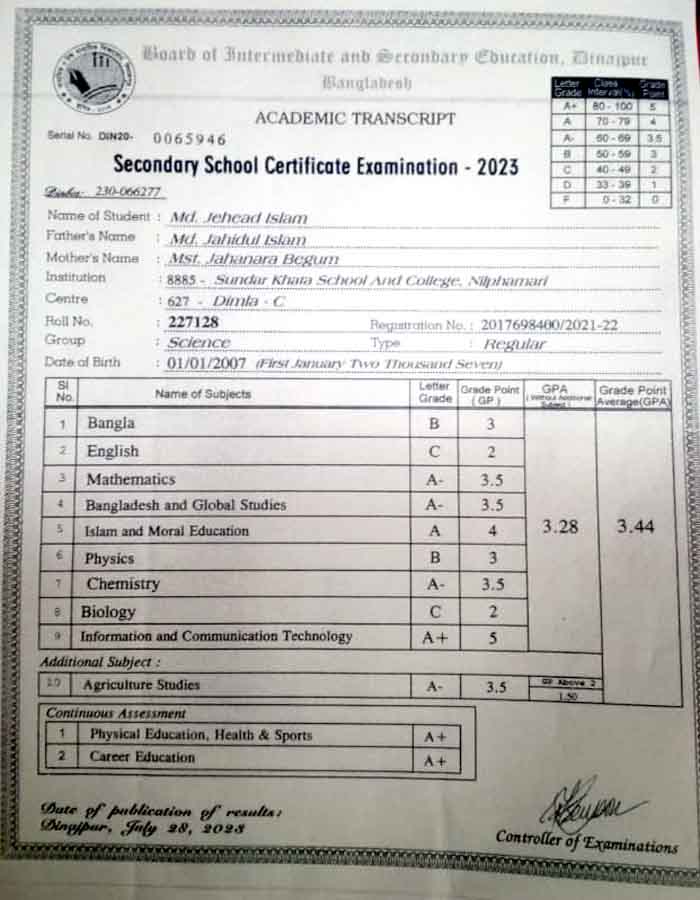 Board of Intermediate and Secondary Education, Dinajpur
Bangladesh
ACADEMIC TRANSCRIPT
Letter Grade Class Interval(%) Grade Point
A+ 80 - 100 5
A 70 - 79 4
A- 60 - 69 3.5
B 50 - 59 3
C 40 - 49 2
D 33 - 39 1
F 0 - 32 0
Serial No. DIN20- 0065946
Secondary School Certificate Examination - 2023
Dinba: 230-066277
Name of Student : Md. Jehead Islam
Father's Name : Md. Jahidul Islam
Mother's Name : Mst. Jahanara Begum
Institution : 8885 - Sundar Khata School And College, Nilphamari
Centre : 627 - Dimla - C
Roll No. : 227128 Registration No. : 2017698400/2021-22
Group : Science Type : Regular
Date of Birth : 01/01/2007 (First January Two Thousand Seven)
Sl No. Name of Subjects Letter Grade Grade Point (GP) GPA (Without Additional Subject) Grade Point Average(GPA)
1 Bangla B 3
2 English C 2
3 Mathematics A- 3.5
4 Bangladesh and Global Studies A- 3.5
5 Islam and Moral Education A 4 3.28 3.44
6 Physics B 3
7 Chemistry A- 3.5
8 Biology C 2
9 Information and Communication Technology A+ 5
Additional Subject :
10 Agriculture Studies A- 3.5 GP Above 2
1.50
Continuous Assessment
1 Physical Education, Health & Sports A+
2 Career Education A+
Date of publication of results:
Dinajpur, July 28, 2023
Controller of Examinations